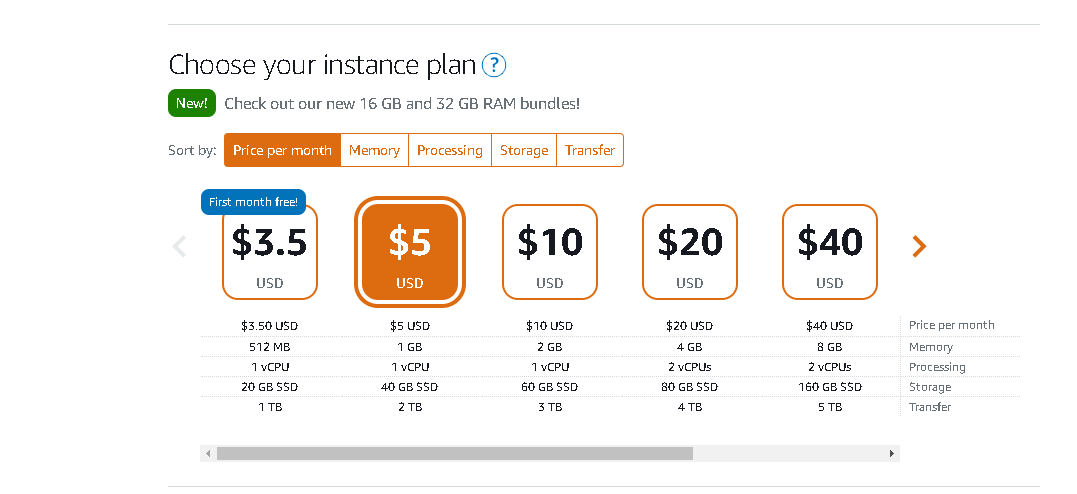 Choose your instance plan ?
New! Check out our new 16 GB and 32 GB RAM bundles!
Sort by: Price per month Memory Processing Storage Transfer
First month free!
$3.5 $5 $10 $20 $40
USD USD USD USD USD
$3.50 USD $5 USD $10 USD $20 USD $40 USD Price per month
512 MB 1 GB 2 GB 4 GB 8 GB Memory
1 vCPU 1 vCPU 1 vCPU 2 vCPUs 2 vCPUs Processing
20 GB SSD 40 GB SSD 60 GB SSD 80 GB SSD 160 GB SSD Storage
1 TB 2 TB 3 TB 4 TB 5 TB Transfer